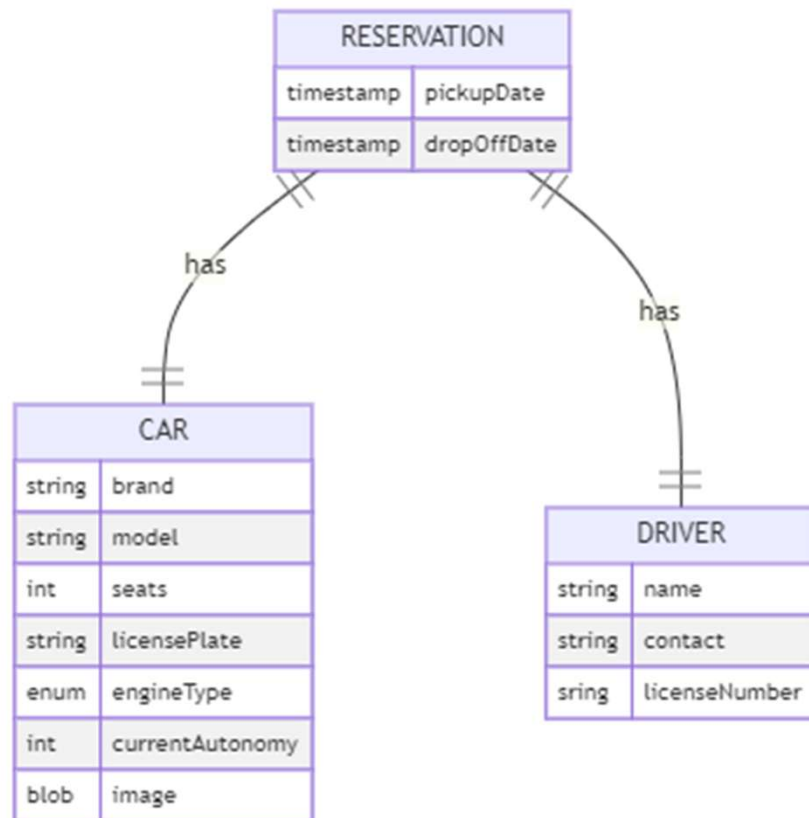 RESERVATION
timestamp pickupDate
timestamp dropOffDate
has
has
CAR
string brand
string model
int seats
string licensePlate
enum engineType
int currentAutonomy
blob image
DRIVER
string name
string contact
sring licenseNumber